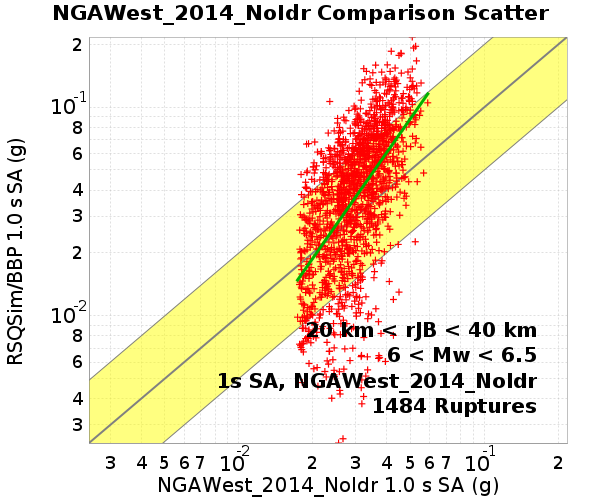 NGAWest_2014_NoIdr Comparison Scatter
RSQSim/BBP 1.0 s SA (g)
2
10-1
8
6
4
3
2
10-2
8
6
4
3
20 km < rJB < 40 km
6 < Mw < 6.5
1s SA, NGAWest_2014_NoIdr
1484 Ruptures
3 4 5 6 7 10-2 2 3 4 5 6 7 10-1 2
NGAWest_2014_NoIdr 1.0 s SA (g)